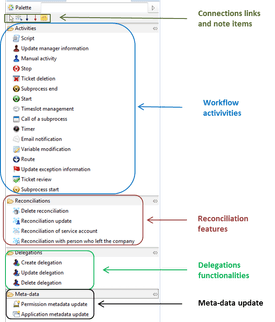 Palette
Connections links
and note items
Activities
Script
Update manager information
Manual activity
Stop
Ticket deletion
Subprocess end
Start
Timeslot management
Call of a subprocess
Timer
Email notification
Variable modification
Route
Update exception information
Ticket review
Subprocess start
Workflow
activivities
Reconciliations
Delete reconciliation
Reconciliation update
Reconciliation of service account
Reconciliation with person who left the company
Reconciliation
features
Delegations
Create delegation
Update delegation
Delete delegation
Delegations
functionalities
Meta-data
Permission metadata update
Application metadata update
Meta-data update